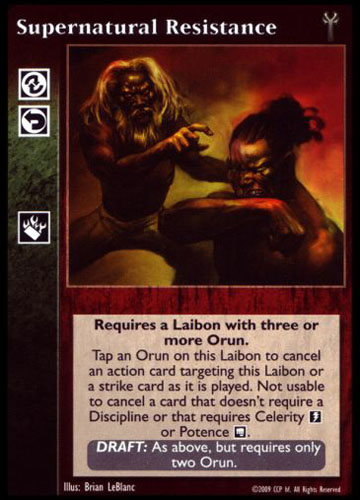 Supernatural Resistance
Requires a Laibon with three or
more Orun.
Tap an Orun on this Laibon to cancel
an action card targeting this Laibon or
a strike card as it is played. Not usable
to cancel a card that doesn't require a
Discipline or that requires Celerity
or Potence .
DRAFT: As above, but requires only
two Orun.
Illus: Brian LeBlanc
©2009 CCP M. All Rights Reserved